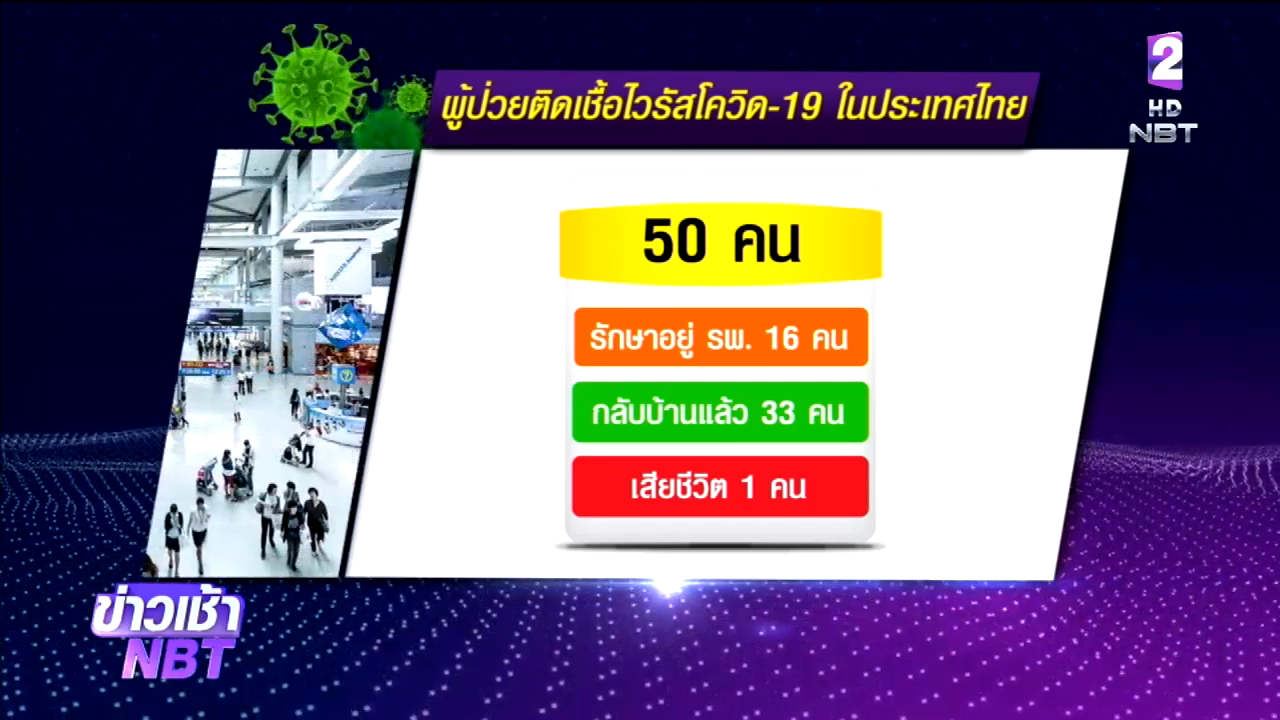 ผู้ป่วยติดเชื้อไวรัสโควิด-19 ในประเทศไทย
2
HD
NBT
50 คน
รักษาอยู่ รพ. 16 คน
กลับบ้านแล้ว 33 คน
เสียชีวิต 1 คน
ข่าวเช้า
NBT